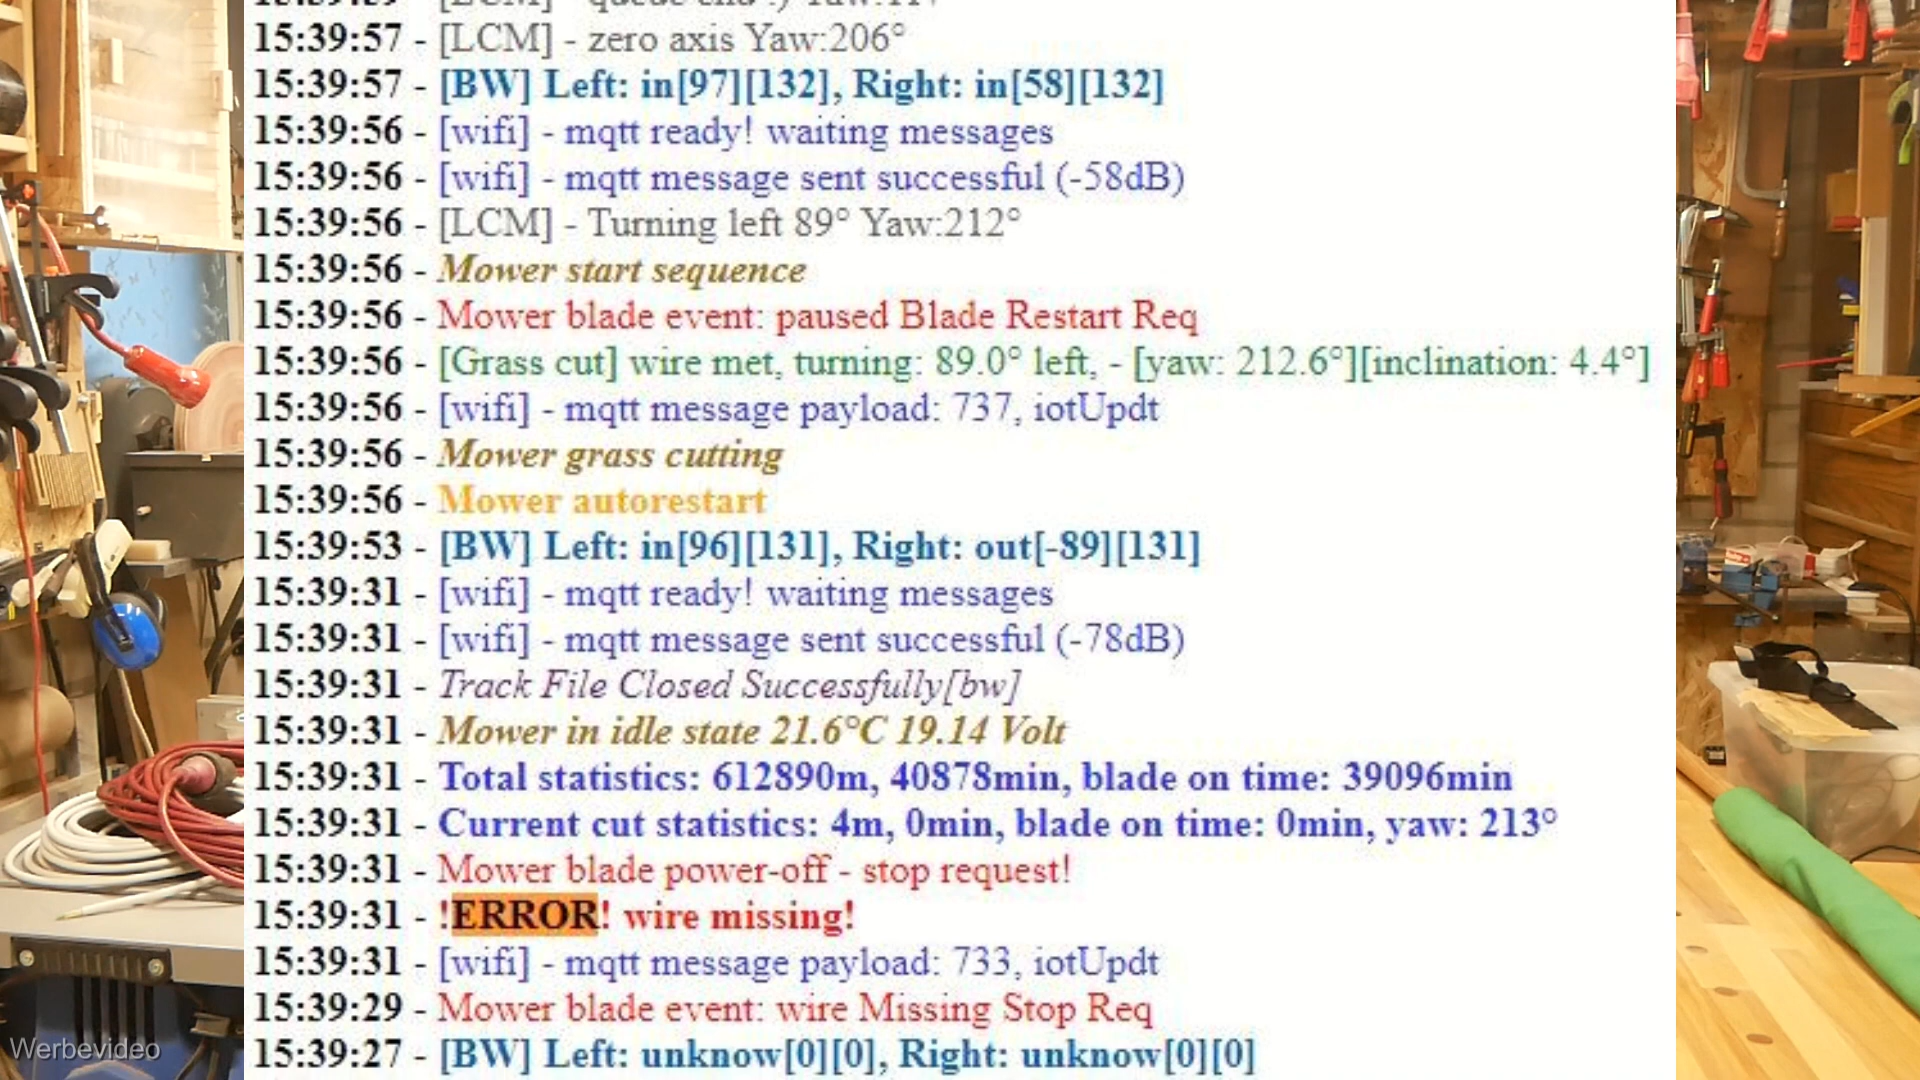 15:39:57 - [LCM] - zero axis Yaw:206°
15:39:57 - [BW] Left: in[97][132], Right: in[58][132]
15:39:56 - [wifi] - mqtt ready! waiting messages
15:39:56 - [wifi] - mqtt message sent successful (-58dB)
15:39:56 - [LCM] - Turning left 89° Yaw:212°
15:39:56 - Mower start sequence
15:39:56 - Mower blade event: paused Blade Restart Req
15:39:56 - [Grass cut] wire met, turning: 89.0° left, - [yaw: 212.6°][inclination: 4.4°]
15:39:56 - [wifi] - mqtt message payload: 737, iotUpdt
15:39:56 - Mower grass cutting
15:39:56 - Mower autorestart
15:39:53 - [BW] Left: in[96][131], Right: out[-89][131]
15:39:31 - [wifi] - mqtt ready! waiting messages
15:39:31 - [wifi] - mqtt message sent successful (-78dB)
15:39:31 - Track File Closed Successfully[bw]
15:39:31 - Mower in idle state 21.6°C 19.14 Volt
15:39:31 - Total statistics: 612890m, 40878min, blade on time: 39096min
15:39:31 - Current cut statistics: 4m, 0min, blade on time: 0min, yaw: 213°
15:39:31 - Mower blade power-off - stop request!
15:39:31 - !ERROR! wire missing!
15:39:31 - [wifi] - mqtt message payload: 733, iotUpdt
15:39:29 - Mower blade event: wire Missing Stop Req
15:39:27 - [BW] Left: unknow[0][0], Right: unknow[0][0]
Werbevideo